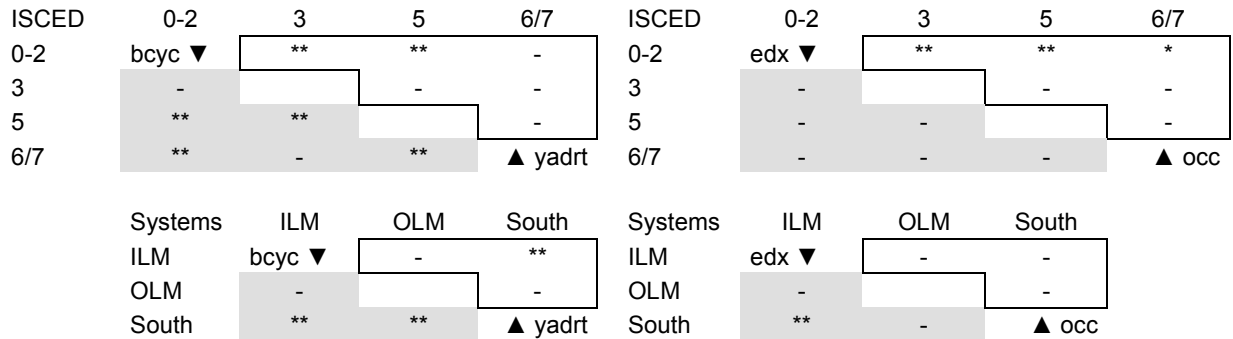 ISCED 0-2 3 5 6/7 ISCED 0-2 3 5 6/7
0-2 bcyc ▼ ** ** - 0-2 edx ▼ ** ** *
3 - - - 3 - - -
5 ** ** - 5 - - -
6/7 ** - ** ▲ yadrt 6/7 - - - ▲ occ
Systems ILM OLM South Systems ILM OLM South
ILM bcyc ▼ - ** ILM edx ▼ - -
OLM - - OLM - -
South ** ** ▲ yadrt South ** - ▲ occ